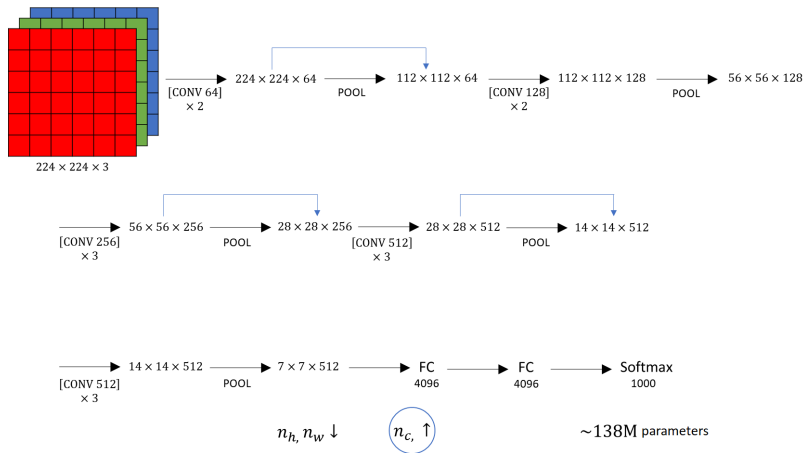 224 × 224 × 3
[CONV 64]
× 2
224 × 224 × 64
POOL
112 × 112 × 64
[CONV 128]
× 2
112 × 112 × 128
POOL
56 × 56 × 128
[CONV 256]
× 3
56 × 56 × 256
POOL
28 × 28 × 256
[CONV 512]
× 3
28 × 28 × 512
POOL
14 × 14 × 512
[CONV 512]
× 3
14 × 14 × 512
POOL
7 × 7 × 512
FC
4096
FC
4096
Softmax
1000
n_h, n_w ↓
n_c, ↑
~138M parameters